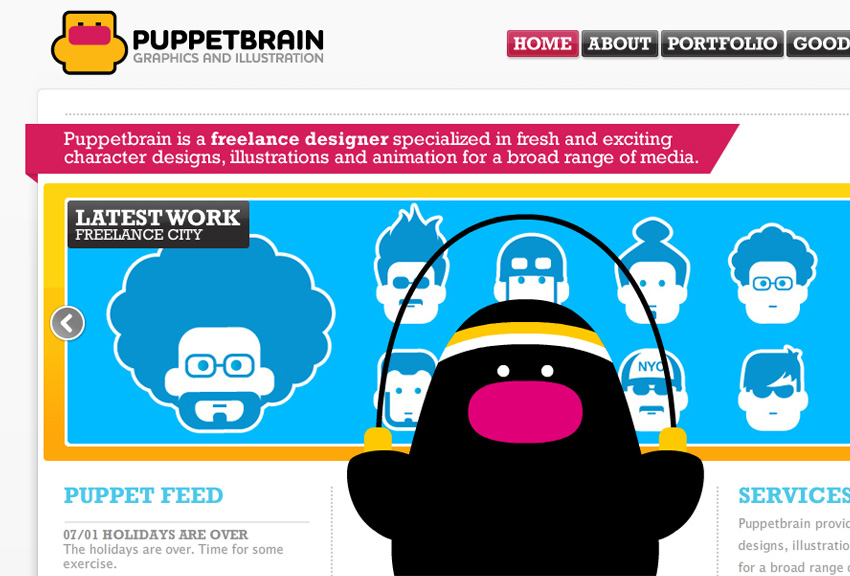 PUPPETBRAIN
GRAPHICS AND ILLUSTRATION
HOME ABOUT PORTFOLIO GOOD
Puppetbrain is a freelance designer specialized in fresh and exciting
character designs, illustrations and animation for a broad range of media.
LATEST WORK
FREELANCE CITY
NYC
PUPPET FEED
07/01 HOLIDAYS ARE OVER
The holidays are over. Time for some
exercise.
SERVICES
Puppetbrain provid
designs, illustratio
for a broad range o